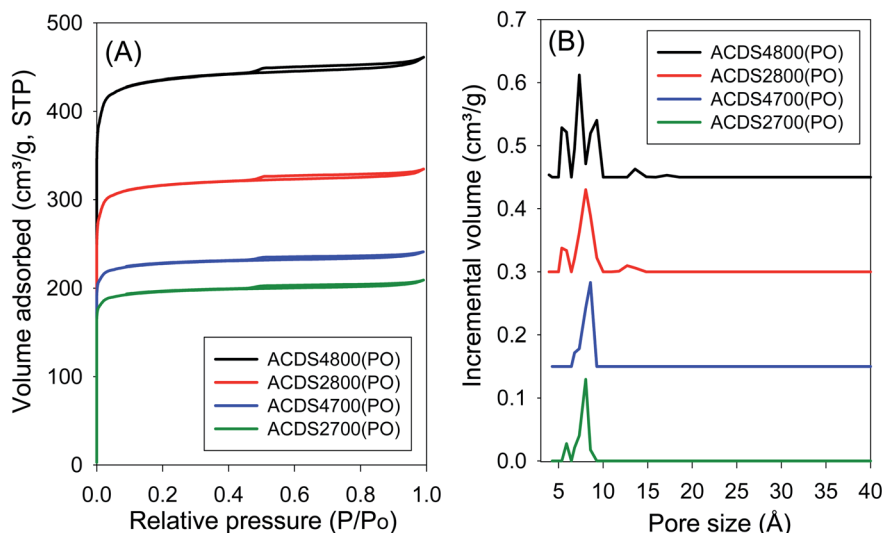 (A)
Volume adsorbed (cm³/g, STP)
500
400
300
200
100
0
ACDS4800(PO)
ACDS2800(PO)
ACDS4700(PO)
ACDS2700(PO)
0.0 0.2 0.4 0.6 0.8 1.0
Relative pressure (P/Po)
(B)
Incremental volume (cm³/g)
0.7
0.6
0.5
0.4
0.3
0.2
0.1
0.0
ACDS4800(PO)
ACDS2800(PO)
ACDS4700(PO)
ACDS2700(PO)
5 10 15 20 25 30 35 40
Pore size (Å)